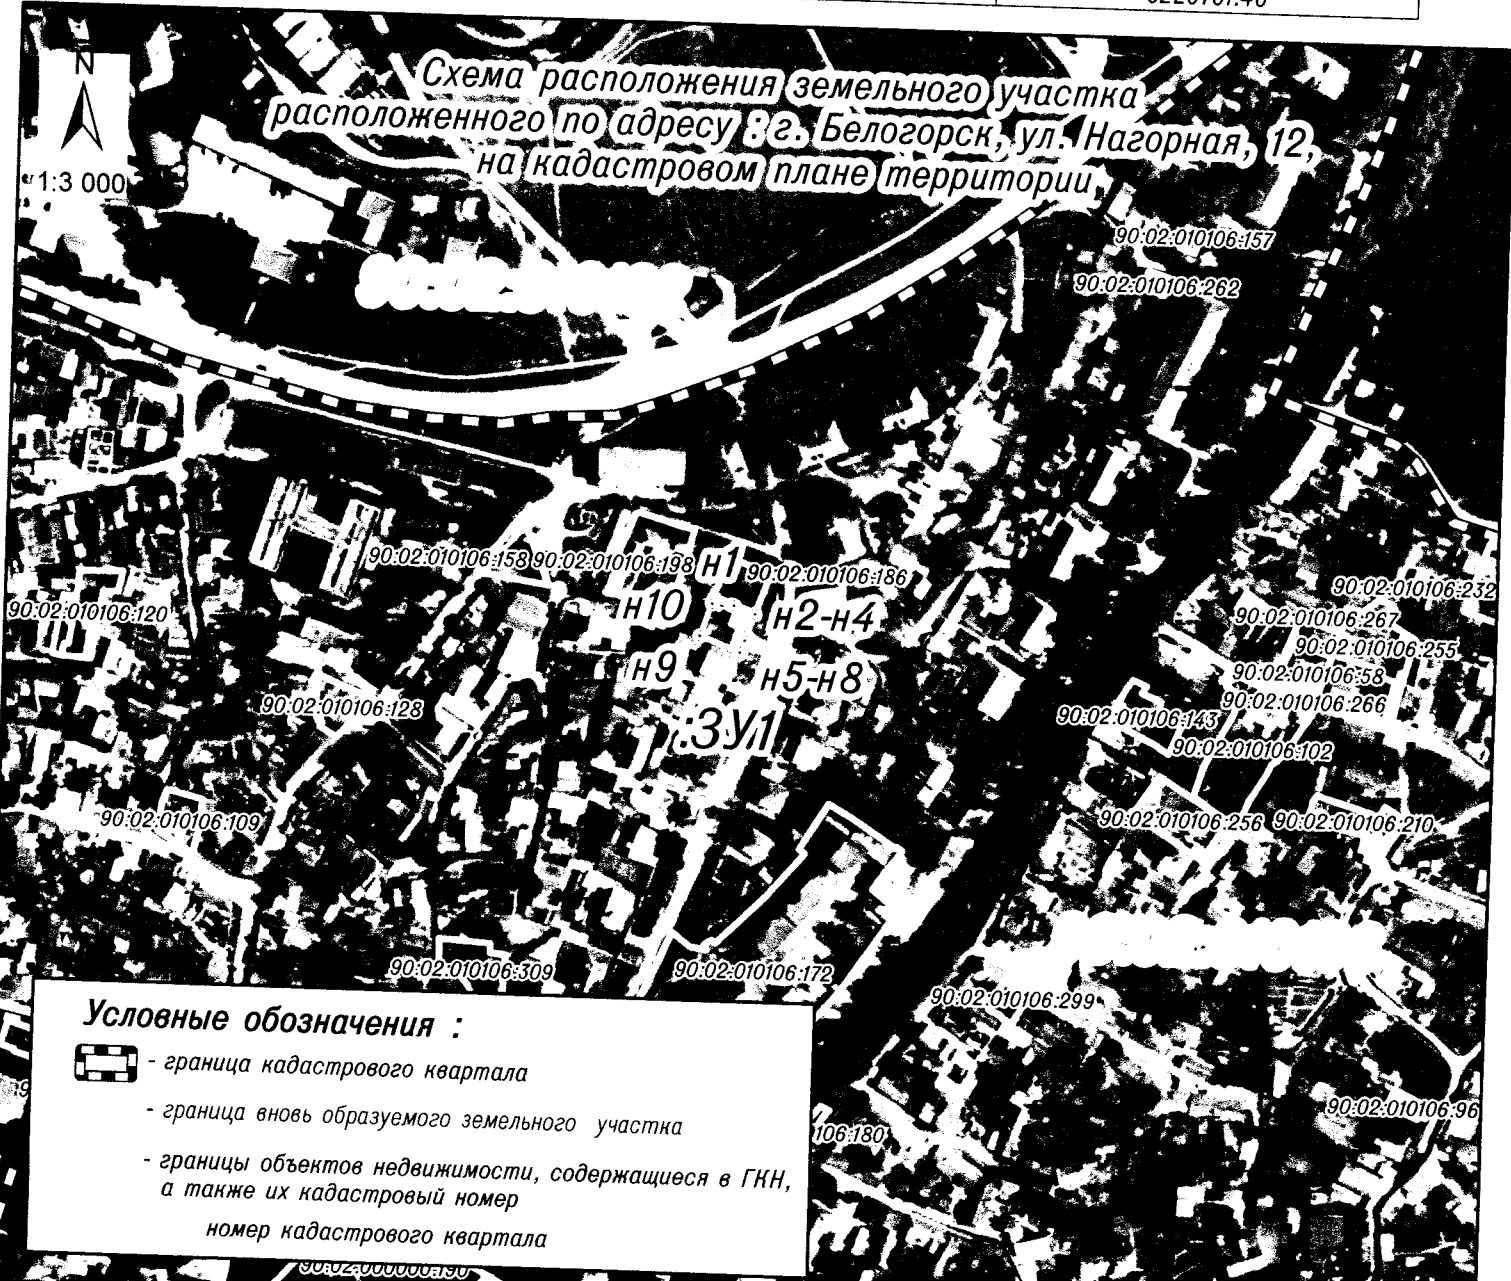 N
1:3 000
Схема расположения земельного участка
расположенного по адресу : г. Белогорск, ул. Нагорная, 12,
на кадастровом плане территории
90:02:010106:157
90:02:010106:262
90:02:010106:158 90:02:010106:198 н1 90:02:010106:186
90:02:010106:232
90:02:010106:120
н10
н2-н4
90:02:010106:267
90:02:010106:255
н9
н5-н8
90:02:010106:58
90:02:010106:266
90:02:010106:128
:ЗУ1
90:02:010106:143
90:02:010106:102
90:02:010106:109
90:02:010106:256 90:02:010106:210
90:02:010106:309
90:02:010106:172
90:02:010106:299
90:02:010106:96
106:180
Условные обозначения :
- граница кадастрового квартала
- граница вновь образуемого земельного участка
- границы объектов недвижимости, содержащиеся в ГКН,
а также их кадастровый номер
номер кадастрового квартала
90:02:000000:190